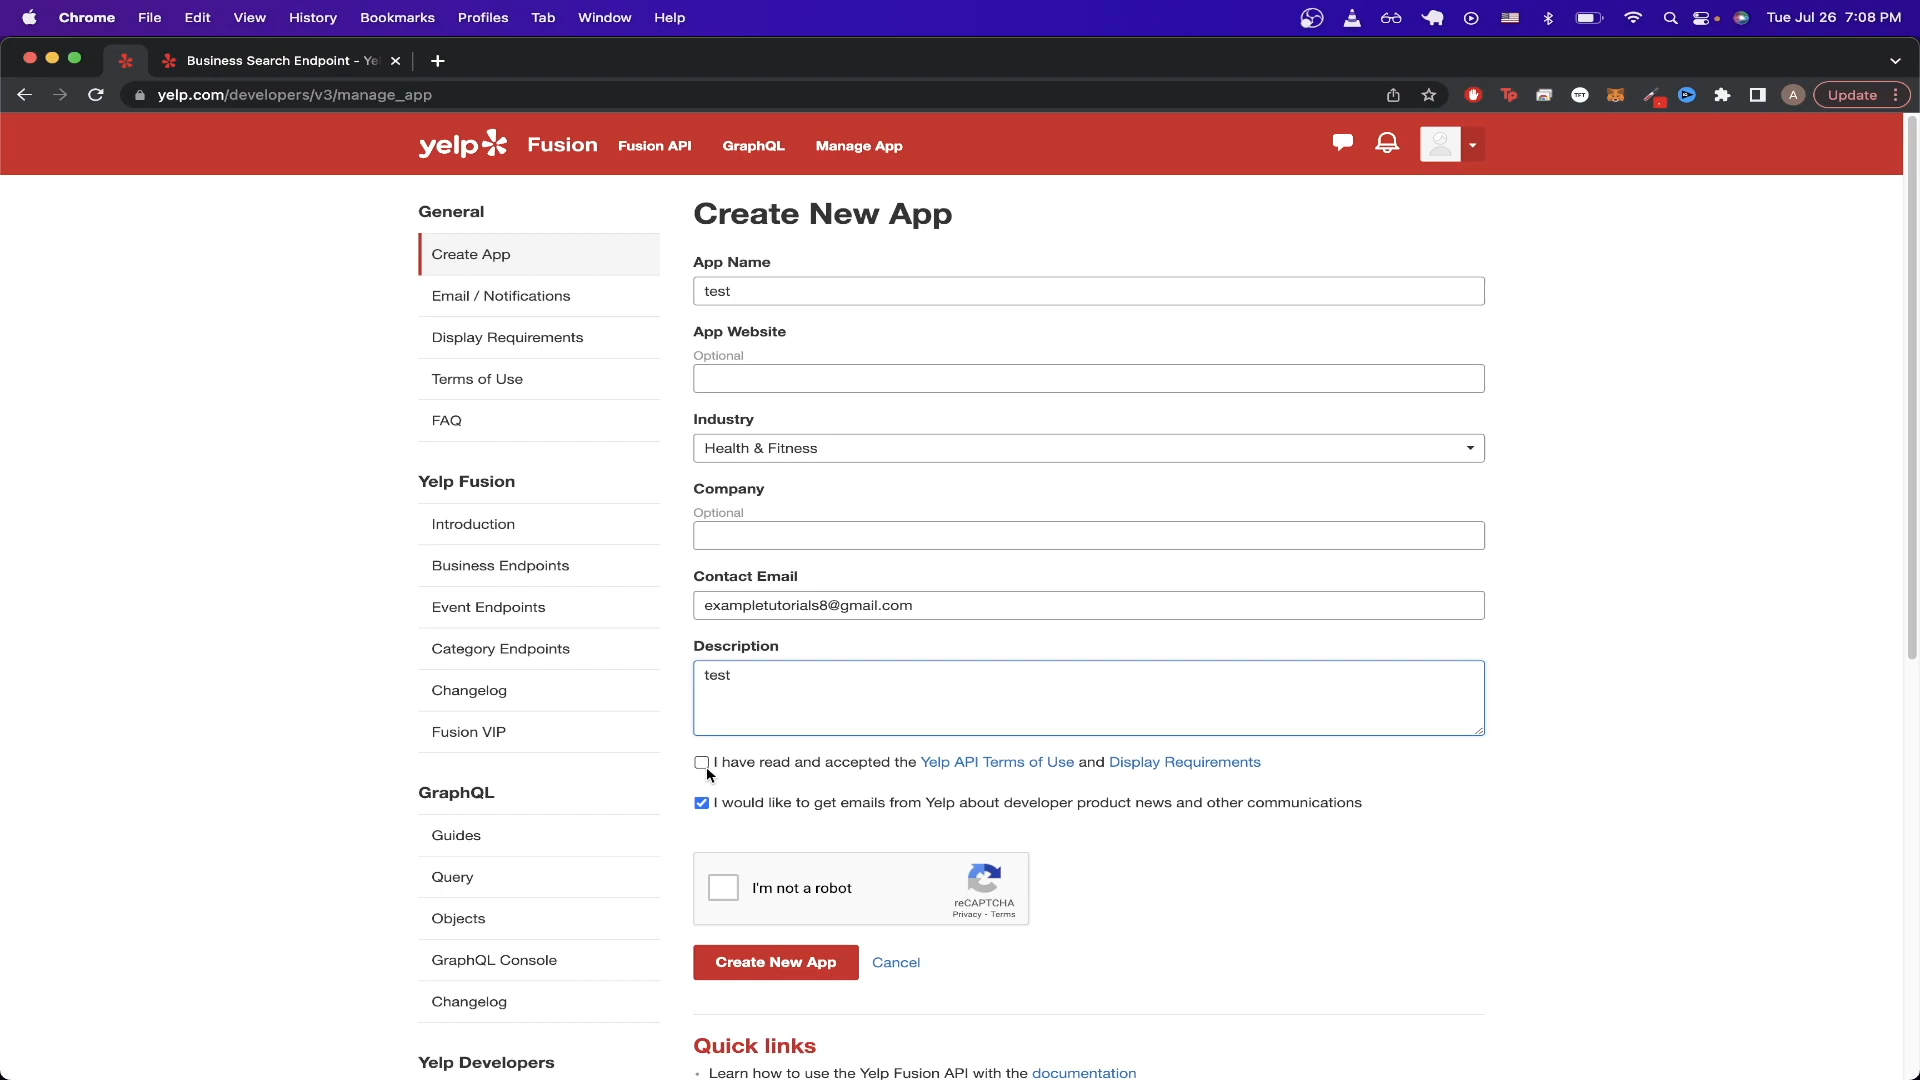 Chrome File Edit View History Bookmarks Profiles Tab Window Help Tue Jul 26 7:08 PM
Business Search Endpoint - Ye
yelp.com/developers/v3/manage_app Update
yelp Fusion Fusion API GraphQL Manage App
General
Create App
Email / Notifications
Display Requirements
Terms of Use
FAQ
Yelp Fusion
Introduction
Business Endpoints
Event Endpoints
Category Endpoints
Changelog
Fusion VIP
GraphQL
Guides
Query
Objects
GraphQL Console
Changelog
Yelp Developers
Create New App
App Name
test
App Website
Optional
Industry
Health & Fitness
Company
Optional
Contact Email
exampletutorials8@gmail.com
Description
test
I have read and accepted the Yelp API Terms of Use and Display Requirements
I would like to get emails from Yelp about developer product news and other communications
I'm not a robot
reCAPTCHA
Privacy - Terms
Create New App Cancel
Quick links
• Learn how to use the Yelp Fusion API with the documentation